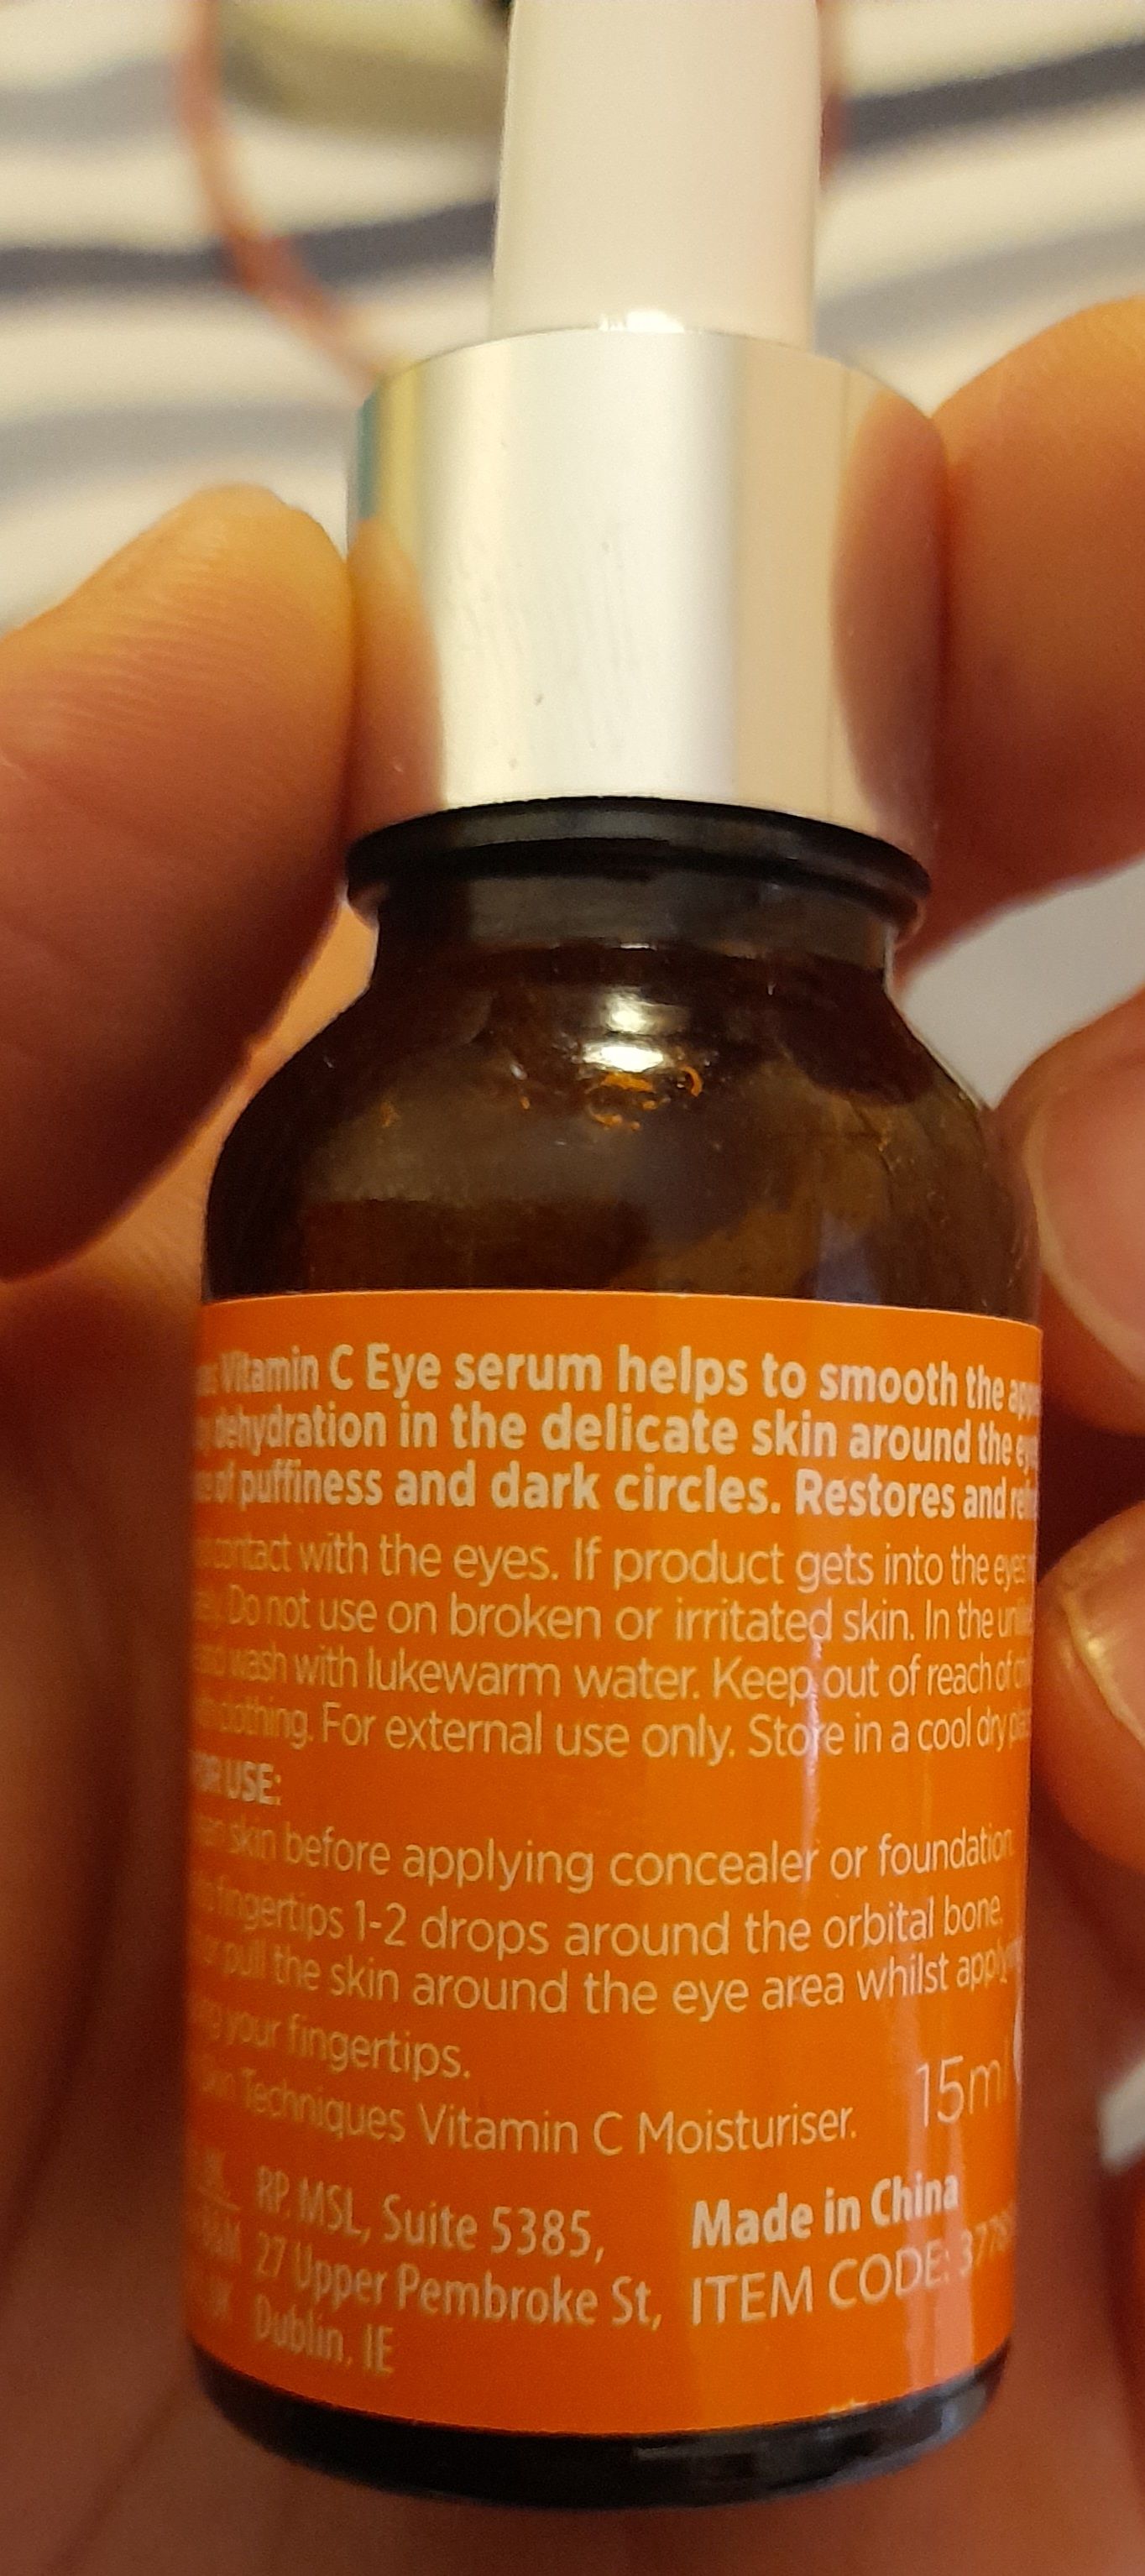 Vitamin C Eye serum helps to smooth the
dehydration in the delicate skin around the
of puffiness and dark circles. Restores and
contact with the eyes. If product gets into the eyes
Do not use on broken or irritated skin. In the
wash with lukewarm water. Keep out of reach of
clothing. For external use only. Store in a cool dry
USE:
skin before applying concealer or foundation
fingertips 1-2 drops around the orbital bone.
pull the skin around the eye area whilst
your fingertips.
Techniques Vitamin C Moisturiser.
15ml
RP. MSL, Suite 5385,
27 Upper Pembroke St,
Dublin, IE
Made in China
ITEM CODE: